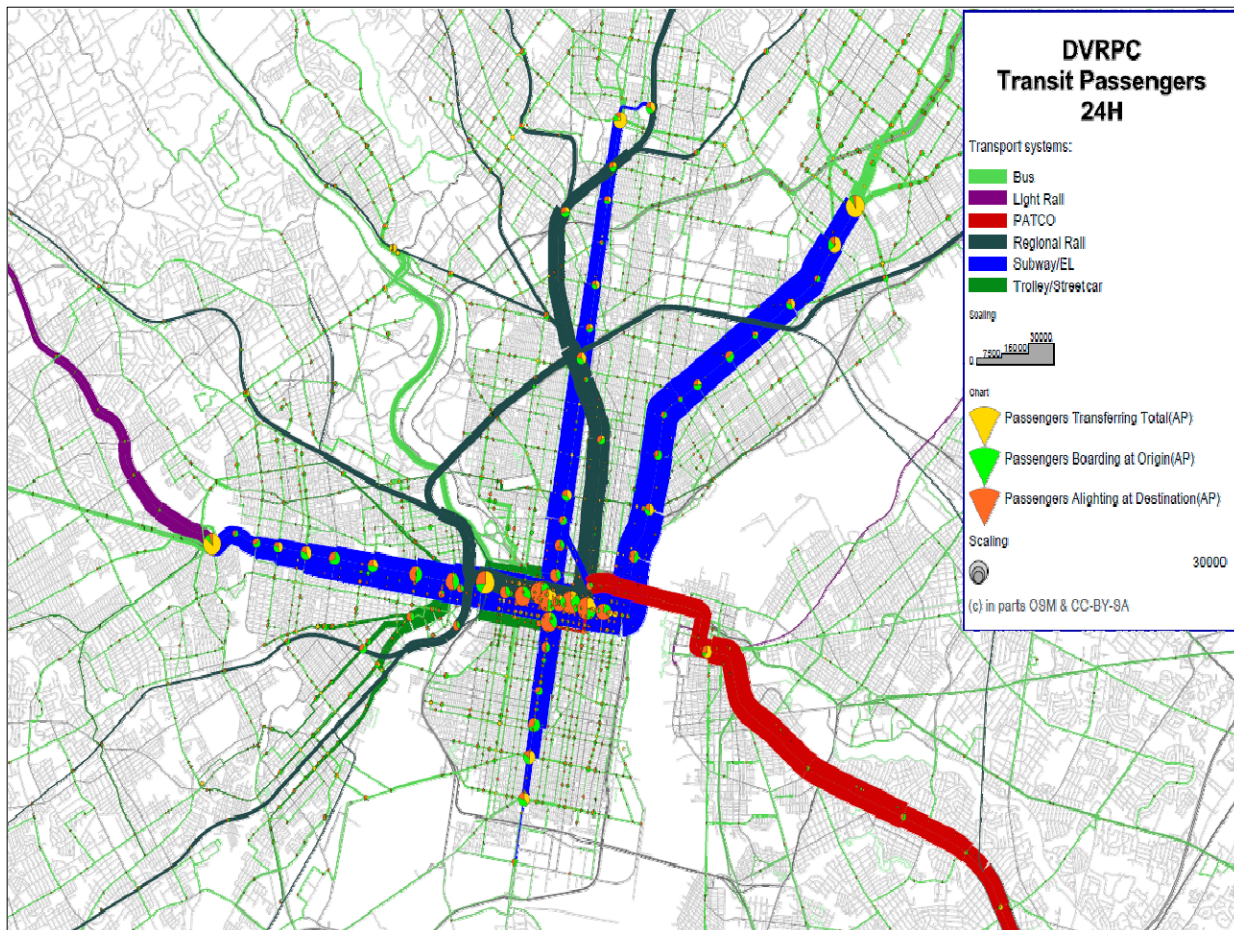 DVRPC
Transit Passengers
24H
Transport systems:
Bus
Light Rail
PATCO
Regional Rail
Subway/EL
Trolley/Streetcar
Scaling
0 7500 15000 30000
Chart
Passengers Transferring Total(AP)
Passengers Boarding at Origin(AP)
Passengers Alighting at Destination(AP)
Scaling
30000
(c) in parts OSM & CC-BY-SA